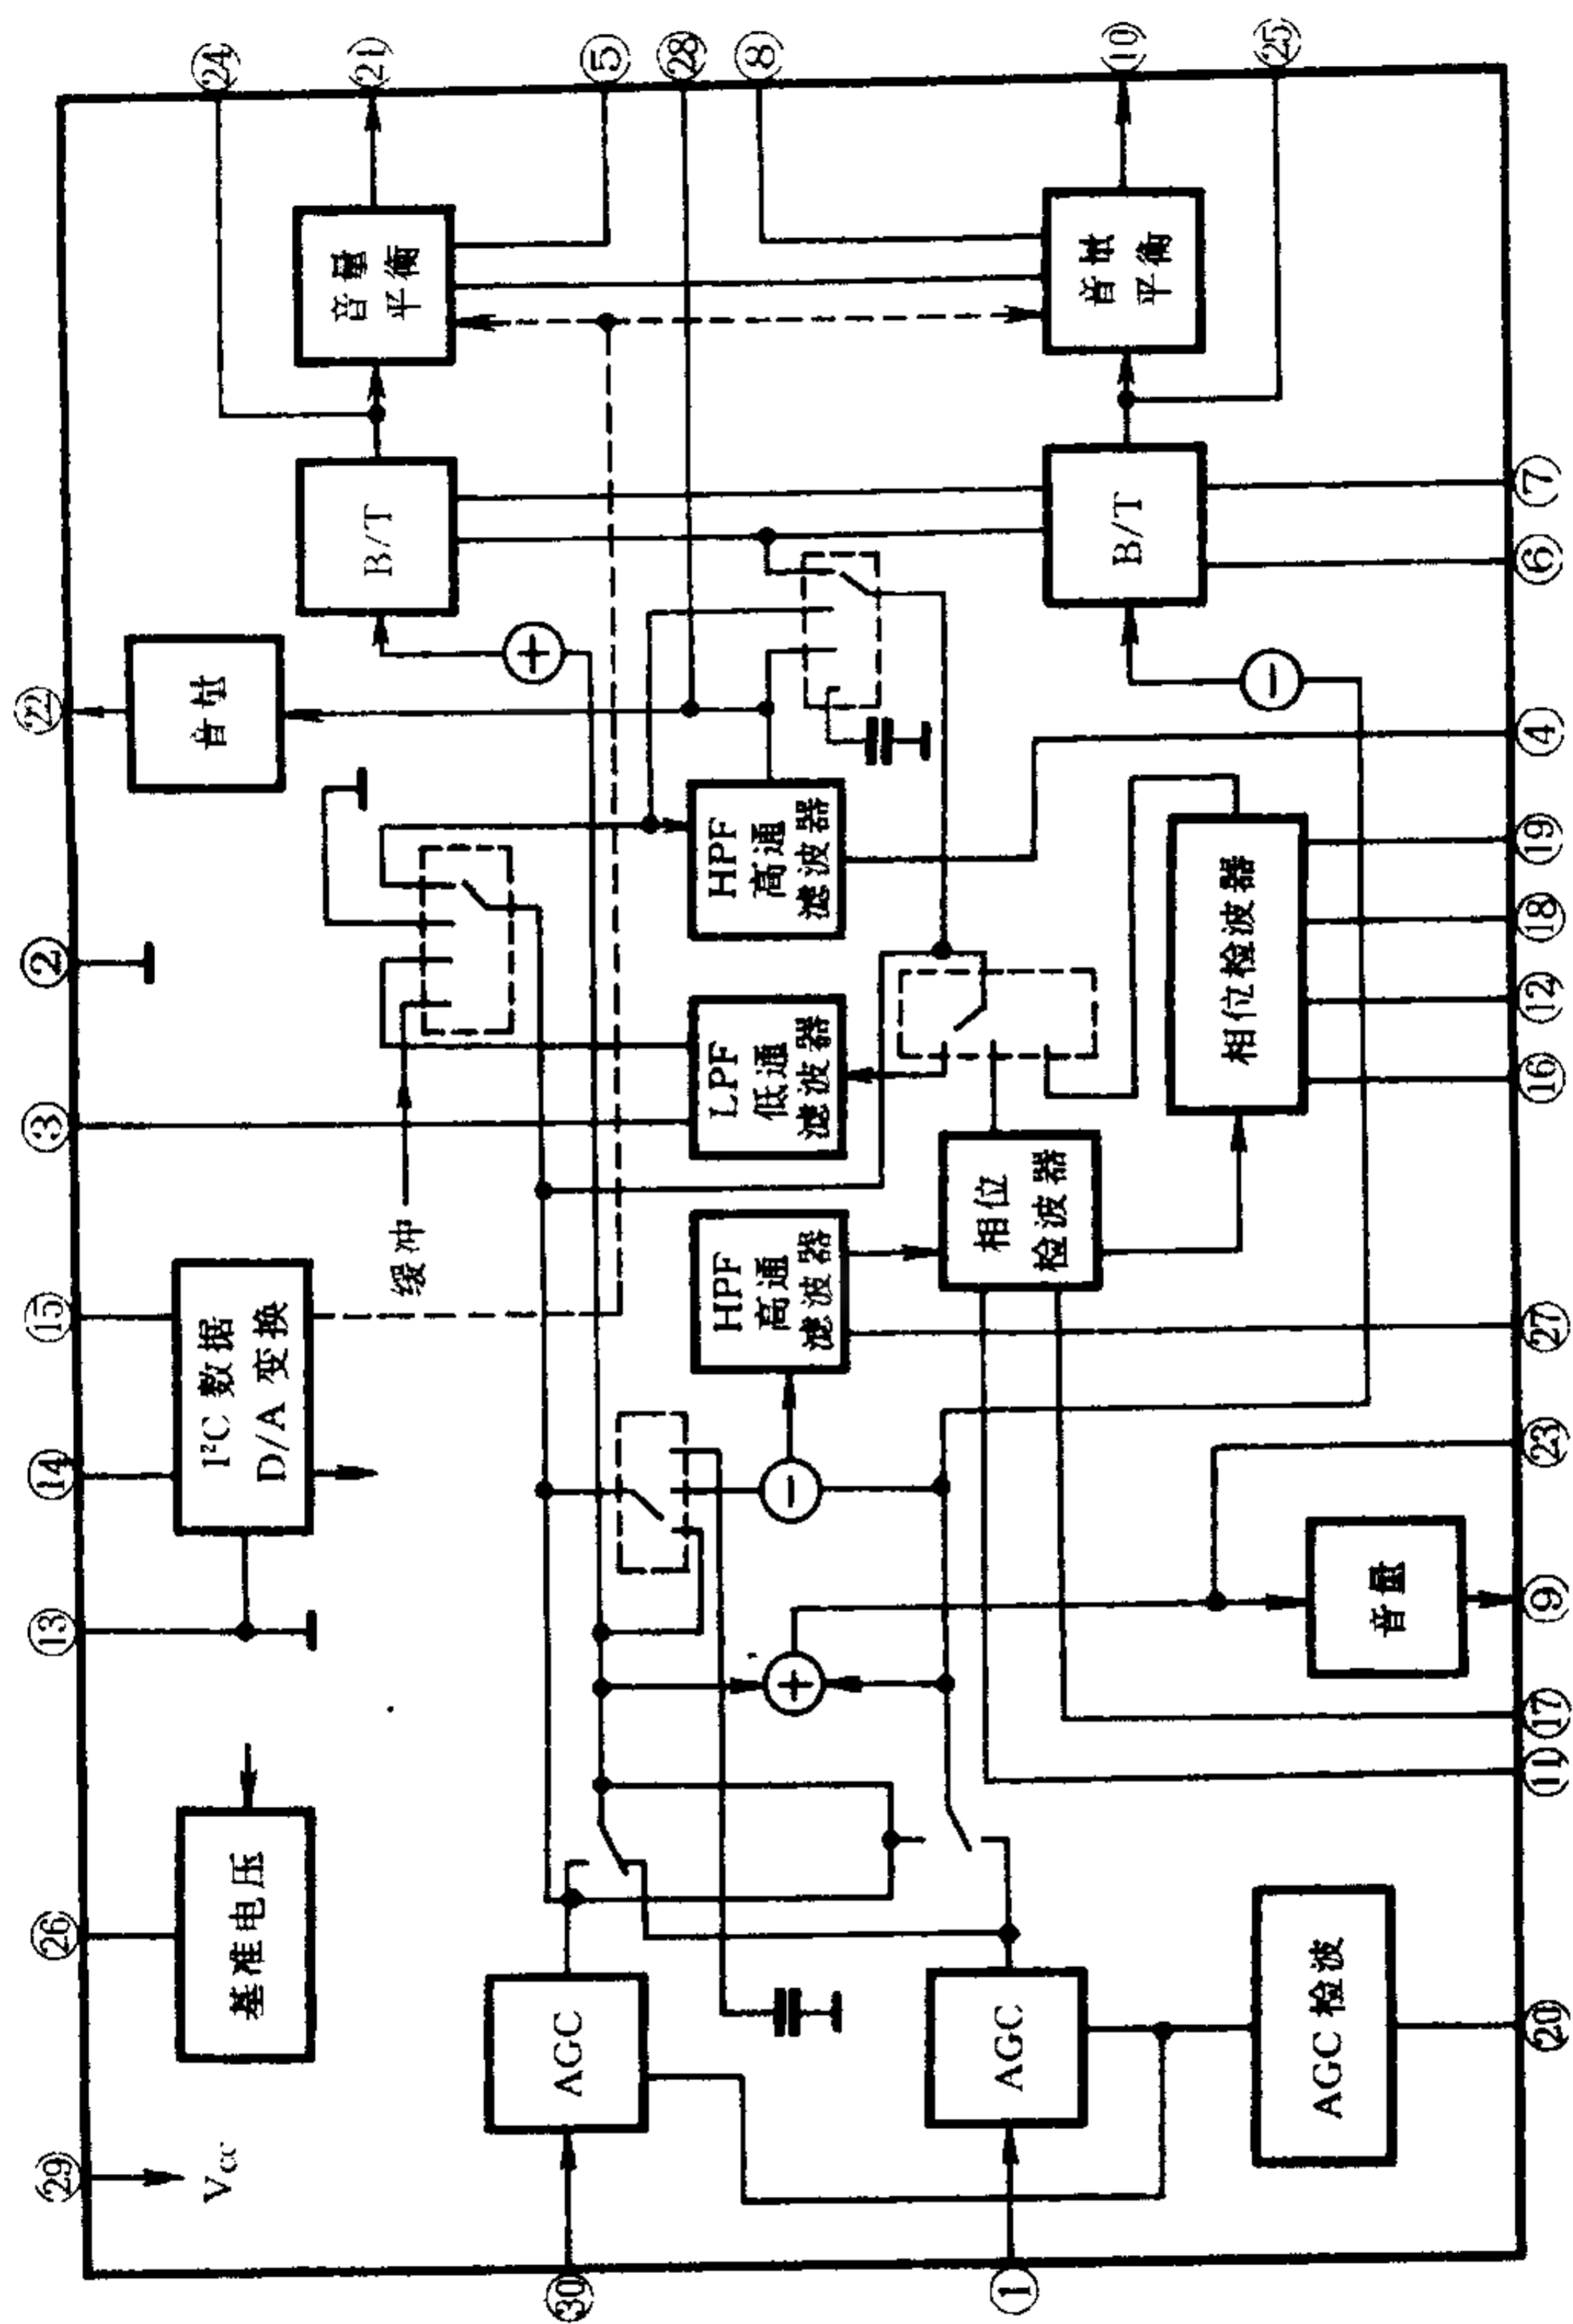 ㉙ ㉖ ⑬ ⑭ ⑮ ③ ② ㉒
Vcc
基准电压
I²C 数据
D/A 变换
缓冲
音量
㉔
㉑
B/T
音量
平衡
⑤
㉘
⑧
㉚
AGC
+
−
+
HPF
高通
滤波器
LPF
低通
滤波器
HPF
高通
滤波器
①
AGC
相位
检波器
B/T
音量
平衡
⑩
㉕
−
AGC 检波
音量
相位检波器
⑳ ⑪ ⑰ ⑨ ㉓ ㉗ ⑯ ⑫ ⑱ ⑲ ④ ⑥ ⑦